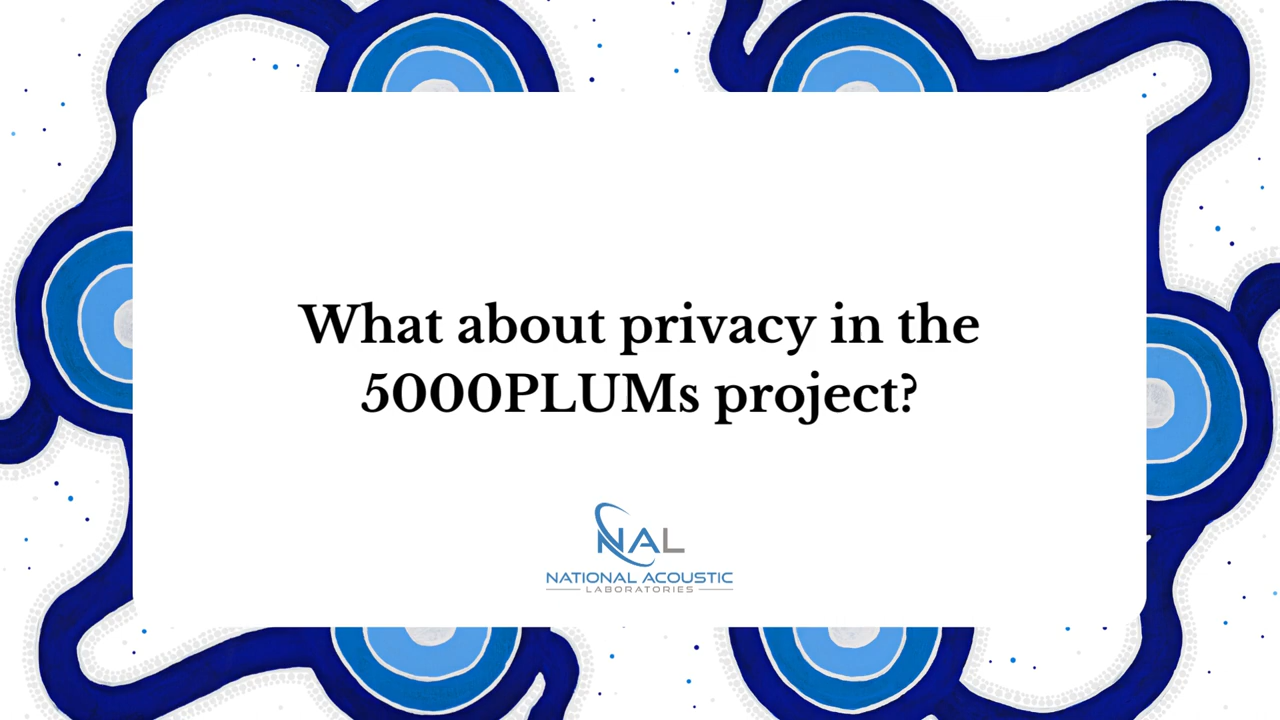 What about privacy in the
5000PLUMs project?
NAL
NATIONAL ACOUSTIC
LABORATORIES